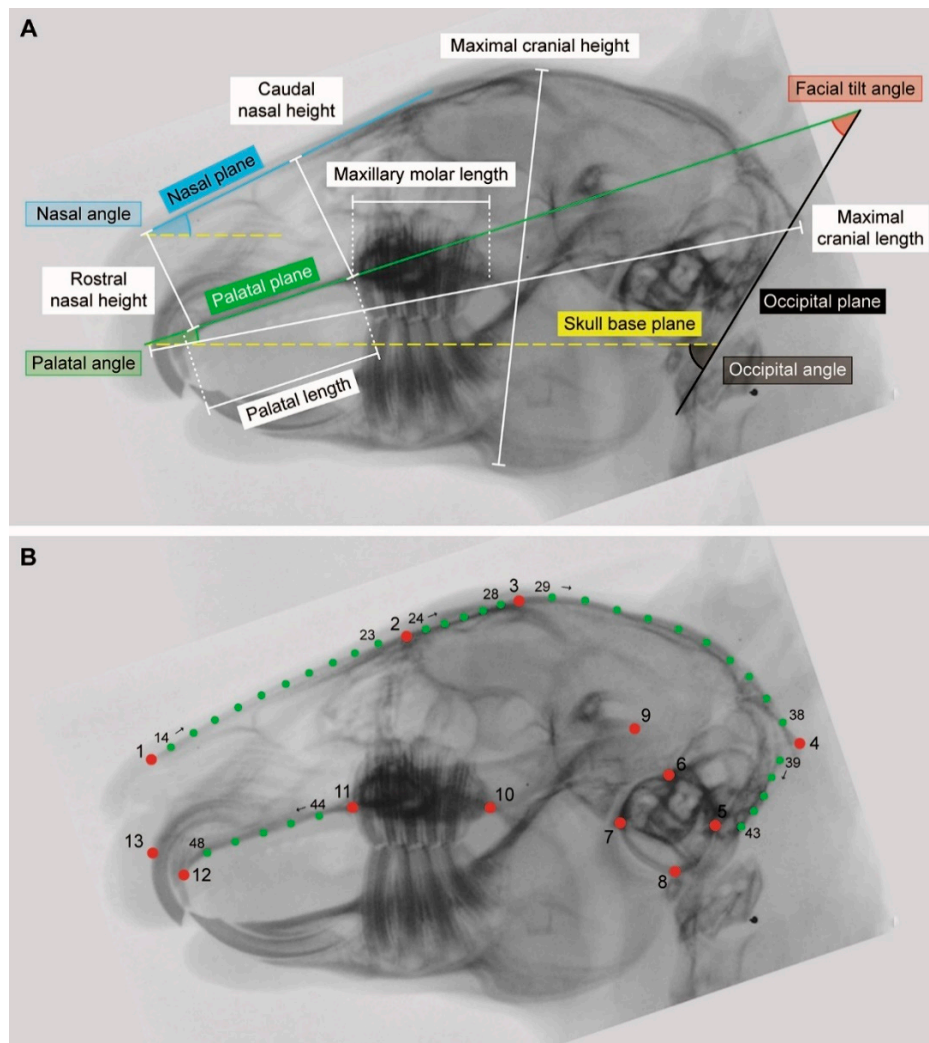 A
Maximal cranial height
Caudal
nasal height
Facial tilt angle
Nasal plane
Maxillary molar length
Nasal angle
Maximal
cranial length
Rostral
nasal height
Palatal plane
Occipital plane
Skull base plane
Palatal angle
Occipital angle
Palatal length
B
3
29 →
28
24 →
2
23
14 →
1
38
4
9
39
←
6
11
← 44
10
7
5
43
13
48
12
8